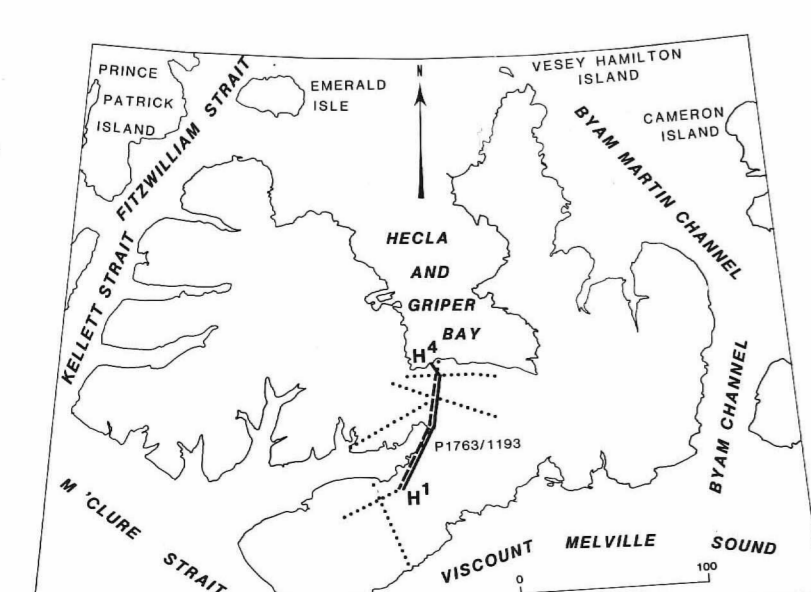 PRINCE
PATRICK
ISLAND
FITZWILLIAM STRAIT
EMERALD
ISLE
N
VESEY HAMILTON
ISLAND
CAMERON
ISLAND
BYAM MARTIN CHANNEL
KELLETT STRAIT
HECLA
AND
GRIPER
BAY
H4
P1763/1193
H1
BYAM CHANNEL
M'CLURE STRAIT
VISCOUNT MELVILLE SOUND
0 100